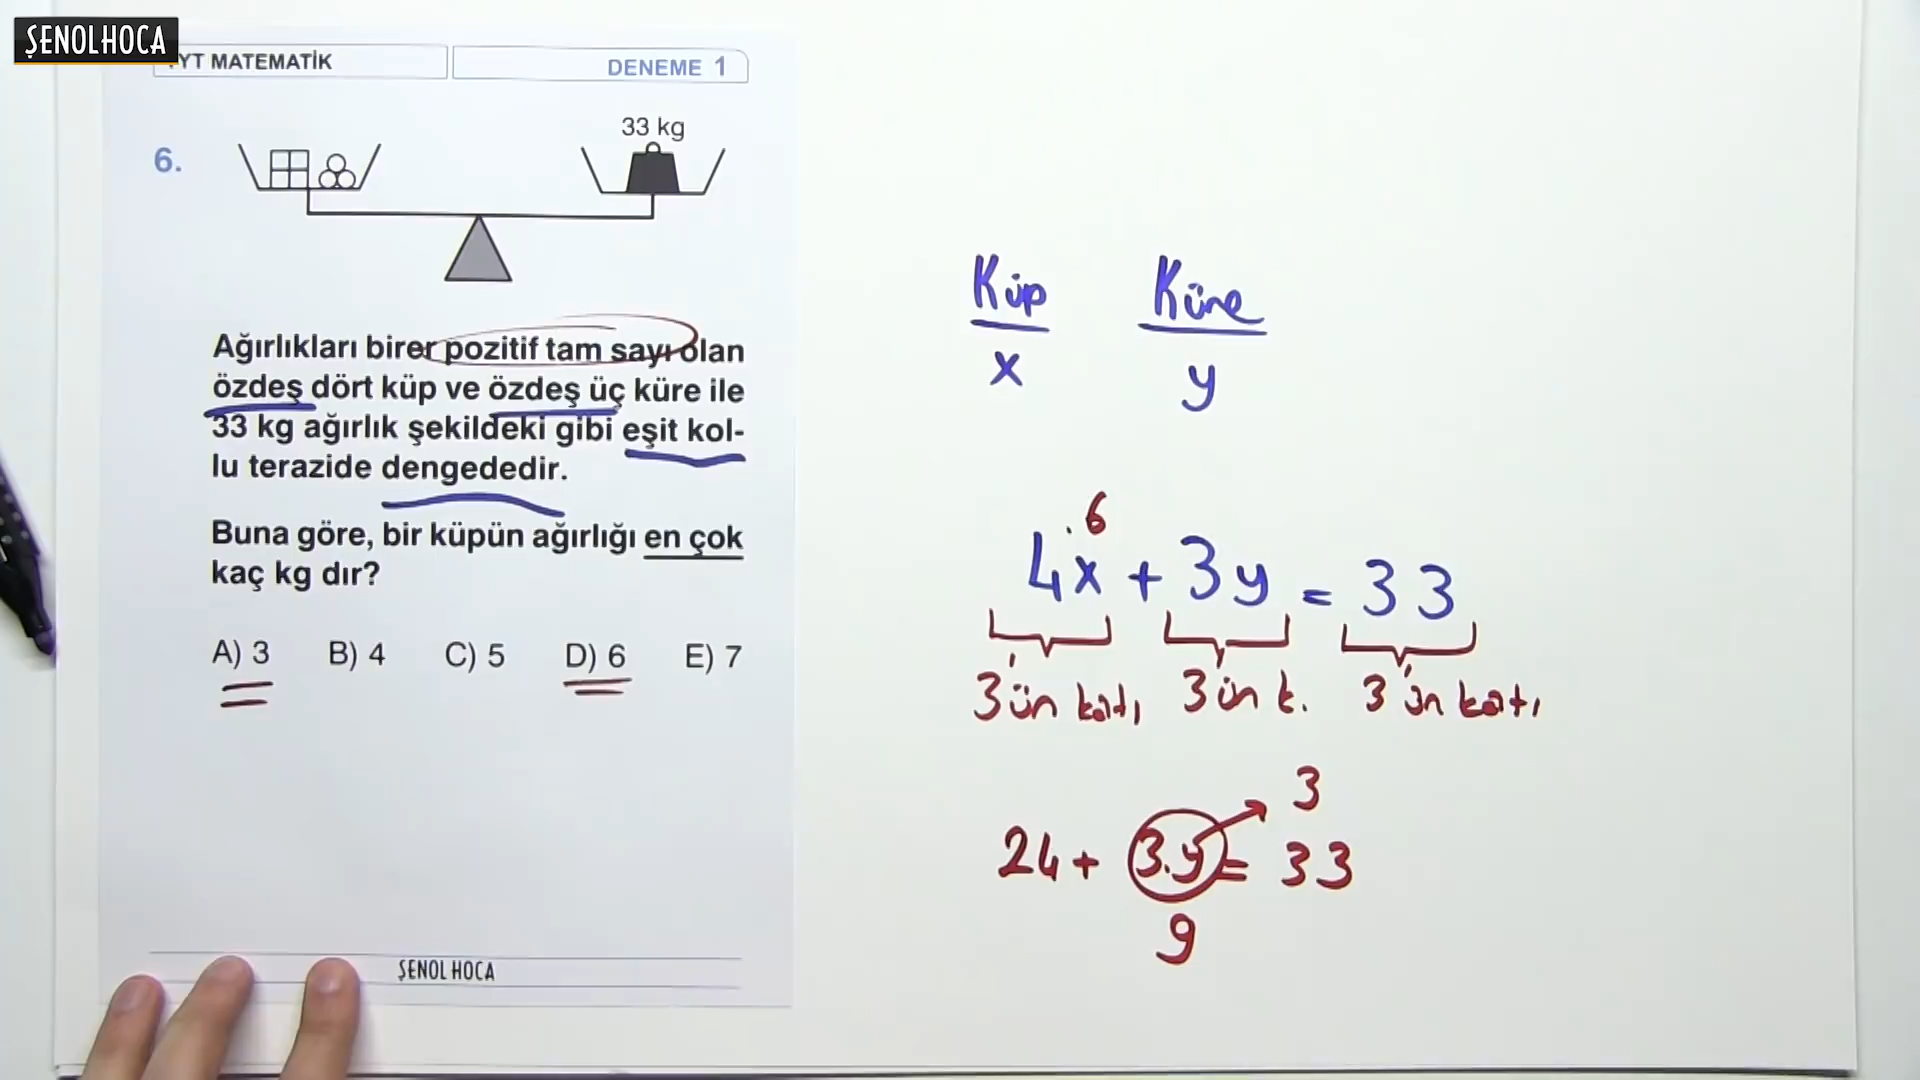 ŞENOLHOCA
YT MATEMATİK
DENEME 1
6.
33 kg
Ağırlıkları birer pozitif tam sayı olan
özdeş dört küp ve özdeş üç küre ile
33 kg ağırlık şekildeki gibi eşit kol-
lu terazide dengededir.
Buna göre, bir küpün ağırlığı en çok
kaç kg dır?
A) 3 B) 4 C) 5 D) 6 E) 7
ŞENOL HOCA
Küp Küre
x y
. 6
4x + 3y = 33
3'ün katı 3'ün k. 3'ün katı
3
24 + 3.y = 33
9